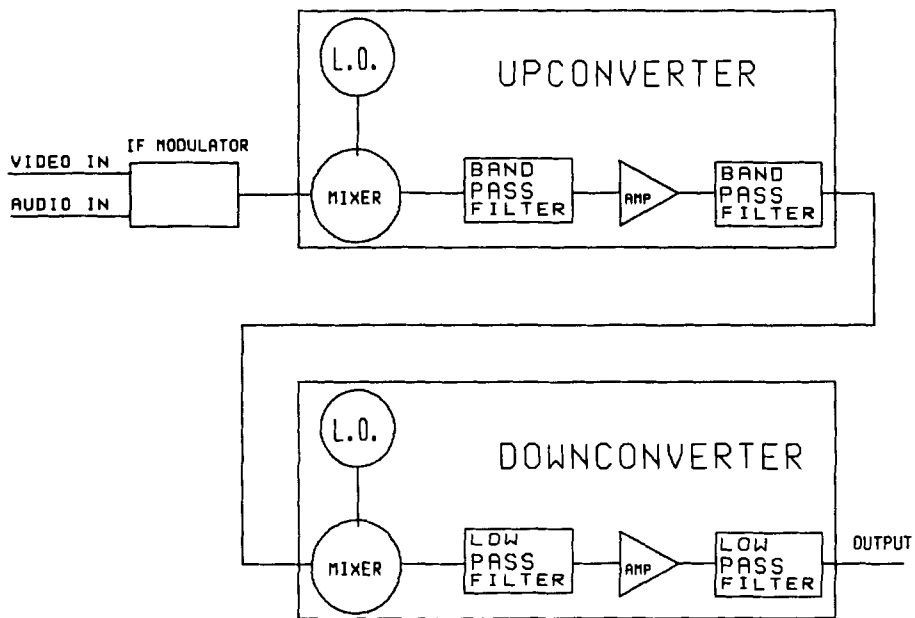 L.O.
UPCONVERTER
IF MODULATOR
VIDEO IN
AUDIO IN
MIXER
BAND
PASS
FILTER
AMP
BAND
PASS
FILTER
L.O.
DOWNCONVERTER
MIXER
LOW
PASS
FILTER
AMP
LOW
PASS
FILTER
OUTPUT